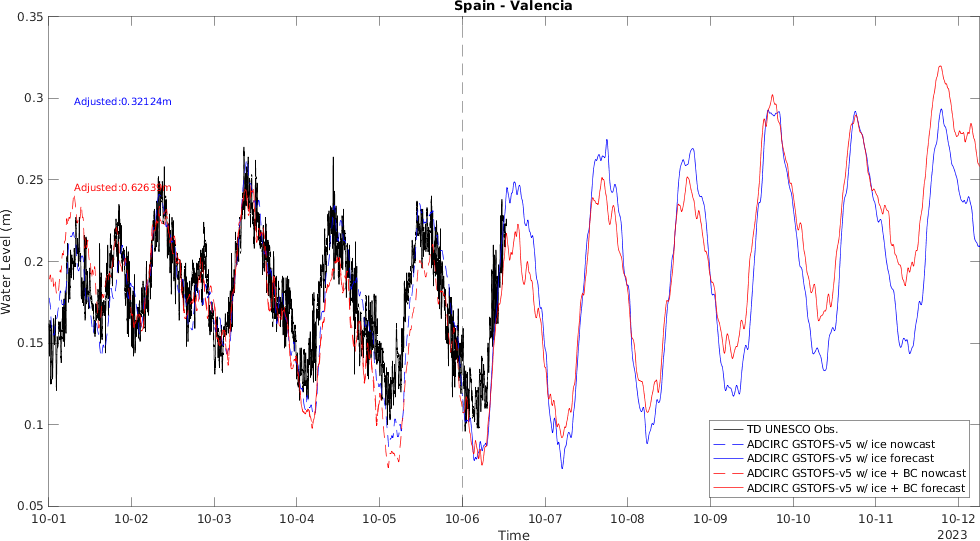 Spain - Valencia
0.35
0.3
0.25
0.2
0.15
0.1
0.05
Water Level (m)
Adjusted:0.32124m
Adjusted:0.62639m
TD UNESCO Obs.
ADCIRC GSTOFS-v5 w/ ice nowcast
ADCIRC GSTOFS-v5 w/ ice forecast
ADCIRC GSTOFS-v5 w/ ice + BC nowcast
ADCIRC GSTOFS-v5 w/ ice + BC forecast
10-01 10-02 10-03 10-04 10-05 10-06 10-07 10-08 10-09 10-10 10-11 10-12
Time
2023